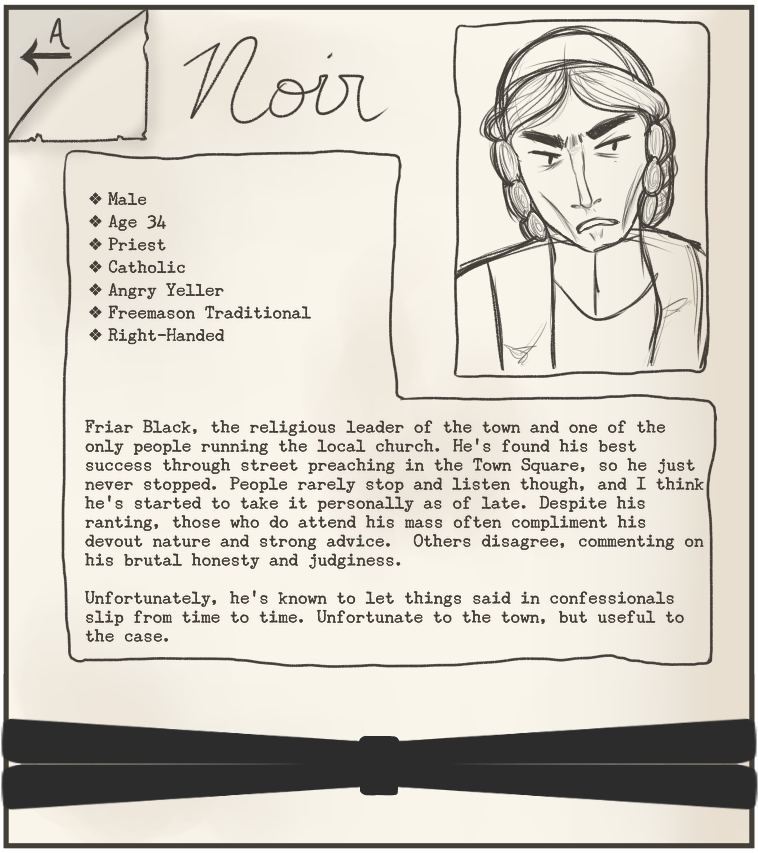 A
Noir
❖ Male
❖ Age 34
❖ Priest
❖ Catholic
❖ Angry Yeller
❖ Freemason Traditional
❖ Right-Handed
Friar Black, the religious leader of the town and one of the
only people running the local church. He's found his best
success through street preaching in the Town Square, so he just
never stopped. People rarely stop and listen though, and I think
he's started to take it personally as of late. Despite his
ranting, those who do attend his mass often compliment his
devout nature and strong advice.  Others disagree, commenting on
his brutal honesty and judginess.
Unfortunately, he's known to let things said in confessionals
slip from time to time. Unfortunate to the town, but useful to
the case.